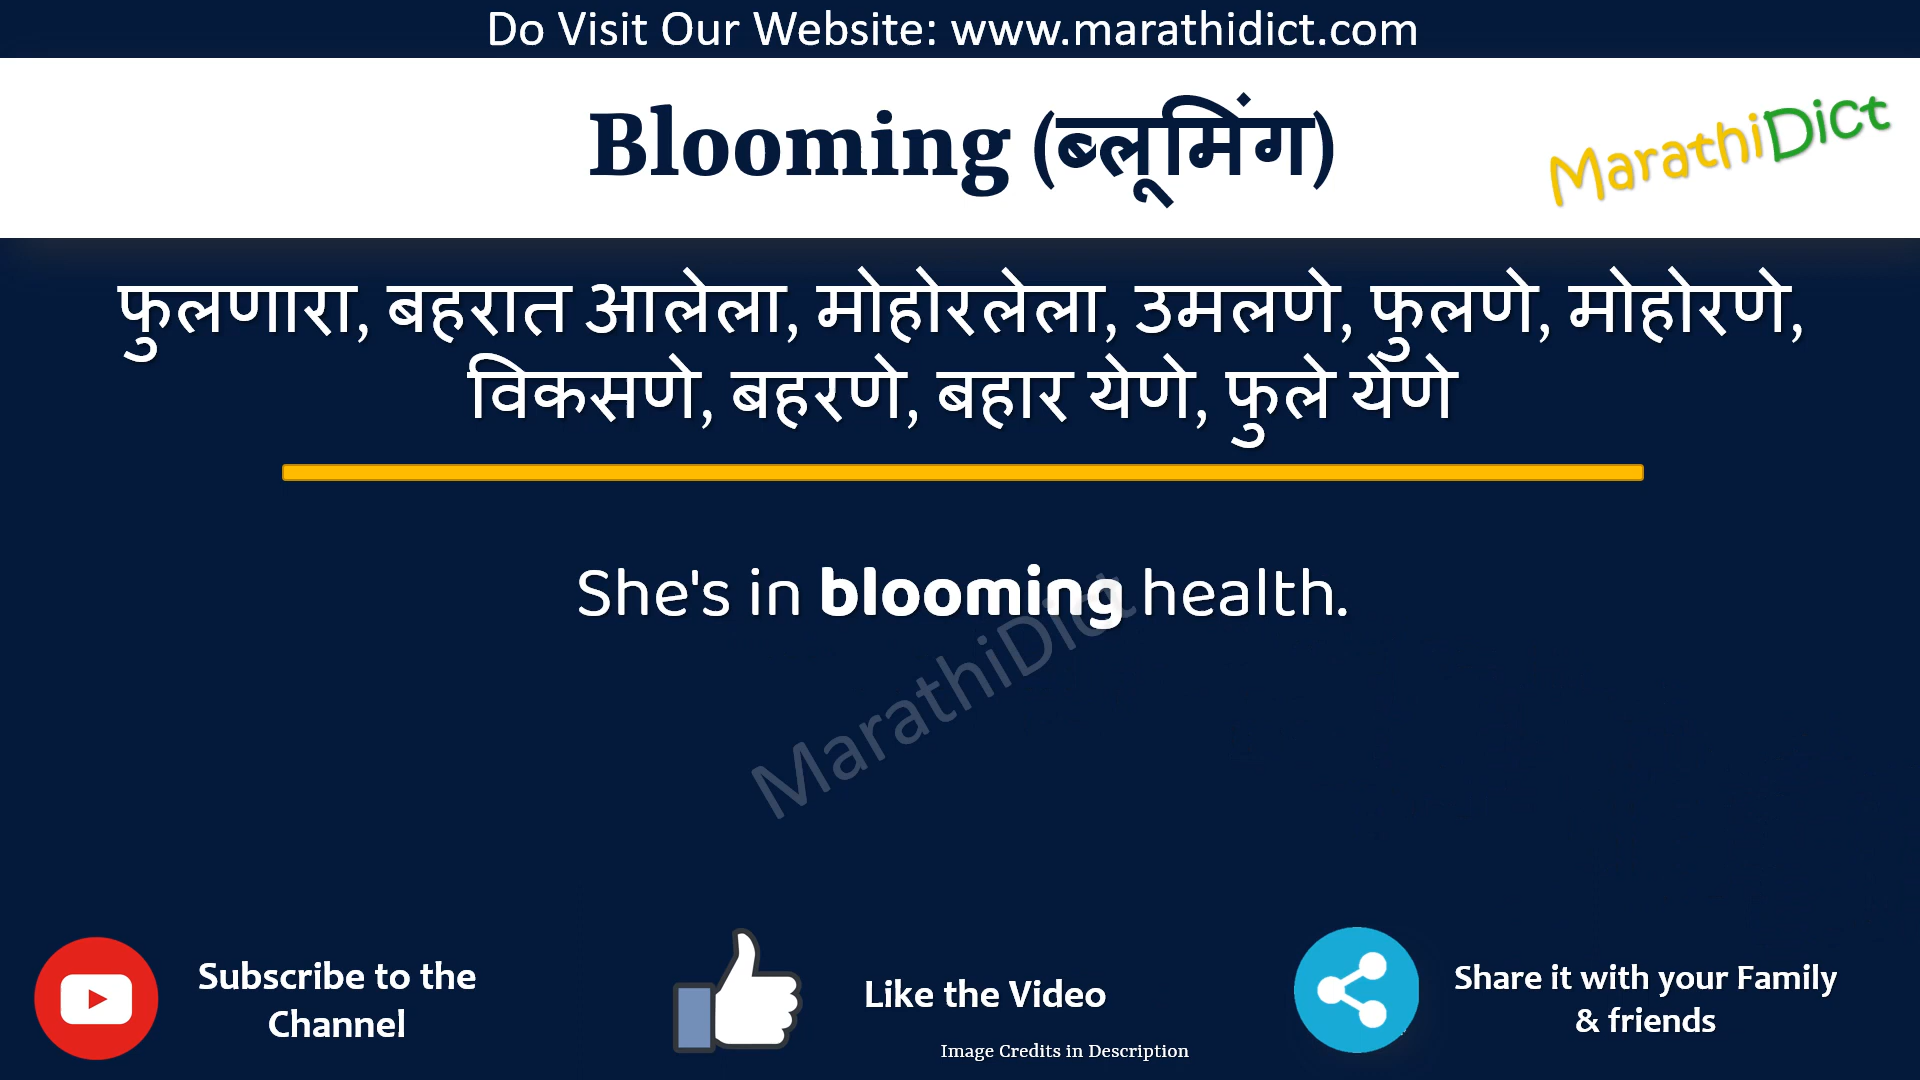 Do Visit Our Website: www.marathidict.com
Blooming (ब्लूमिंग)
MarathiDict
फुलणारा, बहरात आलेला, मोहोरलेला, उमलणे, फुलणे, मोहोरणे,
विकसणे, बहरणे, बहार येणे, फुले येणे
She's in blooming health.
MarathiDict
Subscribe to the
Channel
Like the Video
Share it with your Family
& friends
Image Credits in Description